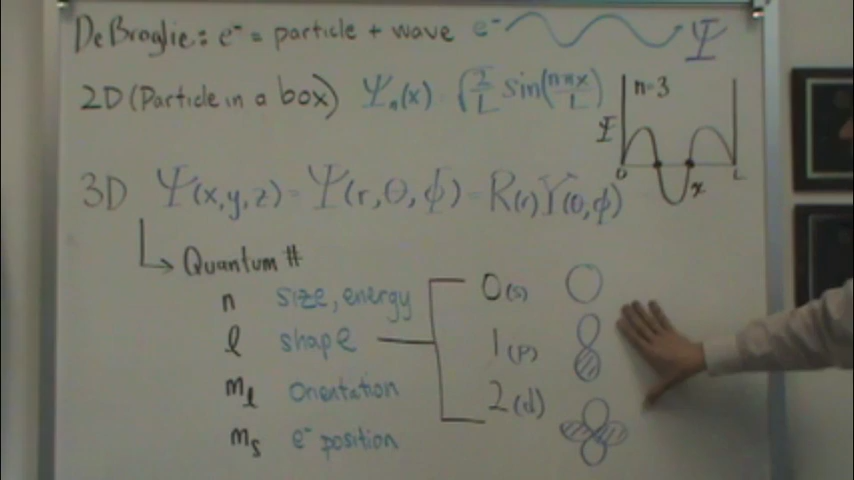 DeBroglie: e⁻ = particle + wave e⁻ Ψ
2D (Particle in a box) Ψₙ(x) = √(2/L) sin(nπx/L)
n=3
Ψ
0 x L
3D Ψ(x,y,z) = Ψ(r,θ,ϕ) = R(r)Y(θ,ϕ)
Quantum #
n size, energy 0(s)
ℓ shape 1(p)
mℓ Orientation 2(d)
mₛ e⁻ position